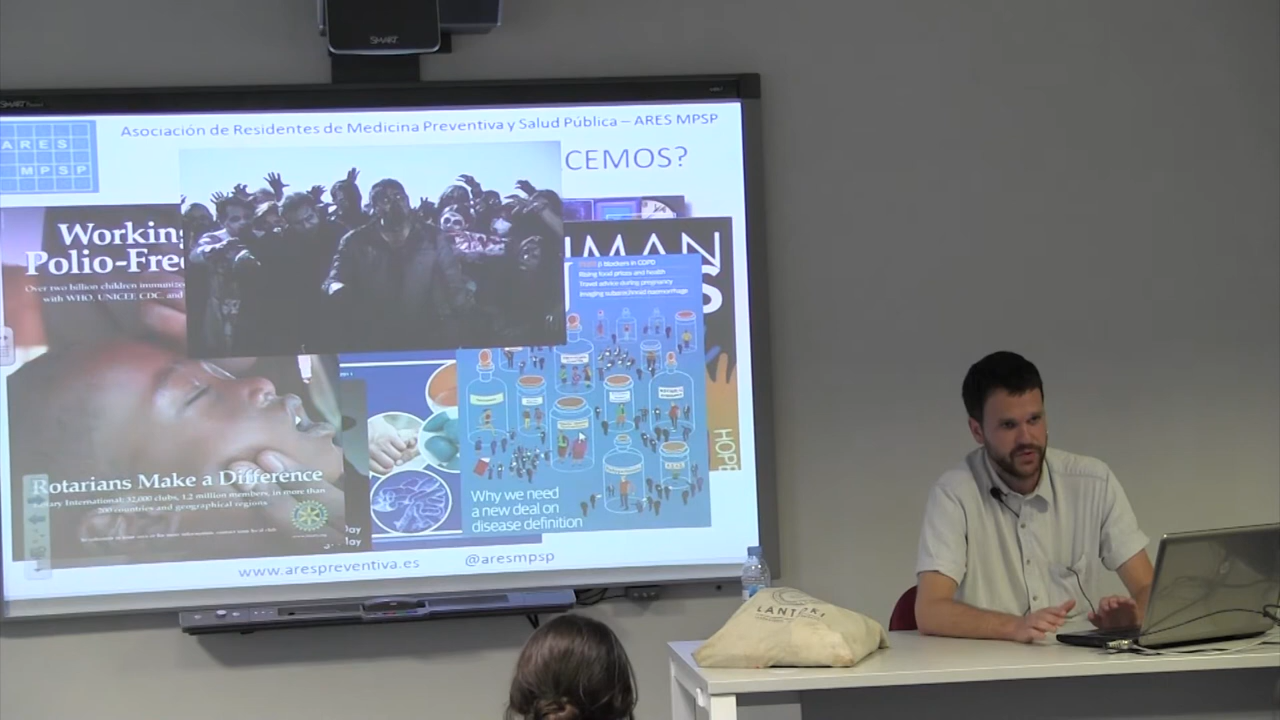 SMART
Asociación de Residentes de Medicina Preventiva y Salud Pública – ARES MPSP
ARES
MPSP
CEMOS?
Working
Polio-Free
Over two billion children immunized
with WHO, UNICEF, CDC, and
UMAN
β blockers in COPD
Rising food prices and health
Travel advice during pregnancy
Imaging subarachnoid haemorrhage
HOPE
Rotarians Make a Difference
Rotary International: 32,000 clubs, 1.2 million members, in more than
200 countries and geographical regions.
Why we need
a new deal on
disease definition
www.arespreventiva.es
@aresmpsp